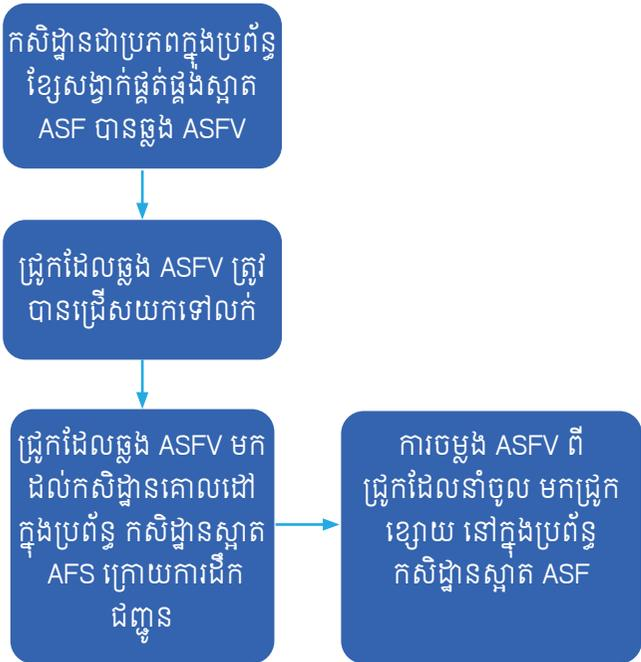 កសិដ្ឋានជាប្រភពក្នុងប្រព័ន្ធ
ខ្សែសង្វាក់ផ្គត់ផ្គង់ស្អាត
ASF បានឆ្លង ASFV
ជ្រូកដែលឆ្លង ASFV ត្រូវ
បានជ្រើសយកទៅលក់
ជ្រូកដែលឆ្លង ASFV មក
ដល់កសិដ្ឋានគោលដៅ
ក្នុងប្រព័ន្ធ កសិដ្ឋានស្អាត
AFS ក្រោយការដឹក
ជញ្ជូន
ការចម្លង ASFV ពី
ជ្រូកដែលនាំចូល មកជ្រូក
ខ្សោយ នៅក្នុងប្រព័ន្ធ
កសិដ្ឋានស្អាត ASF